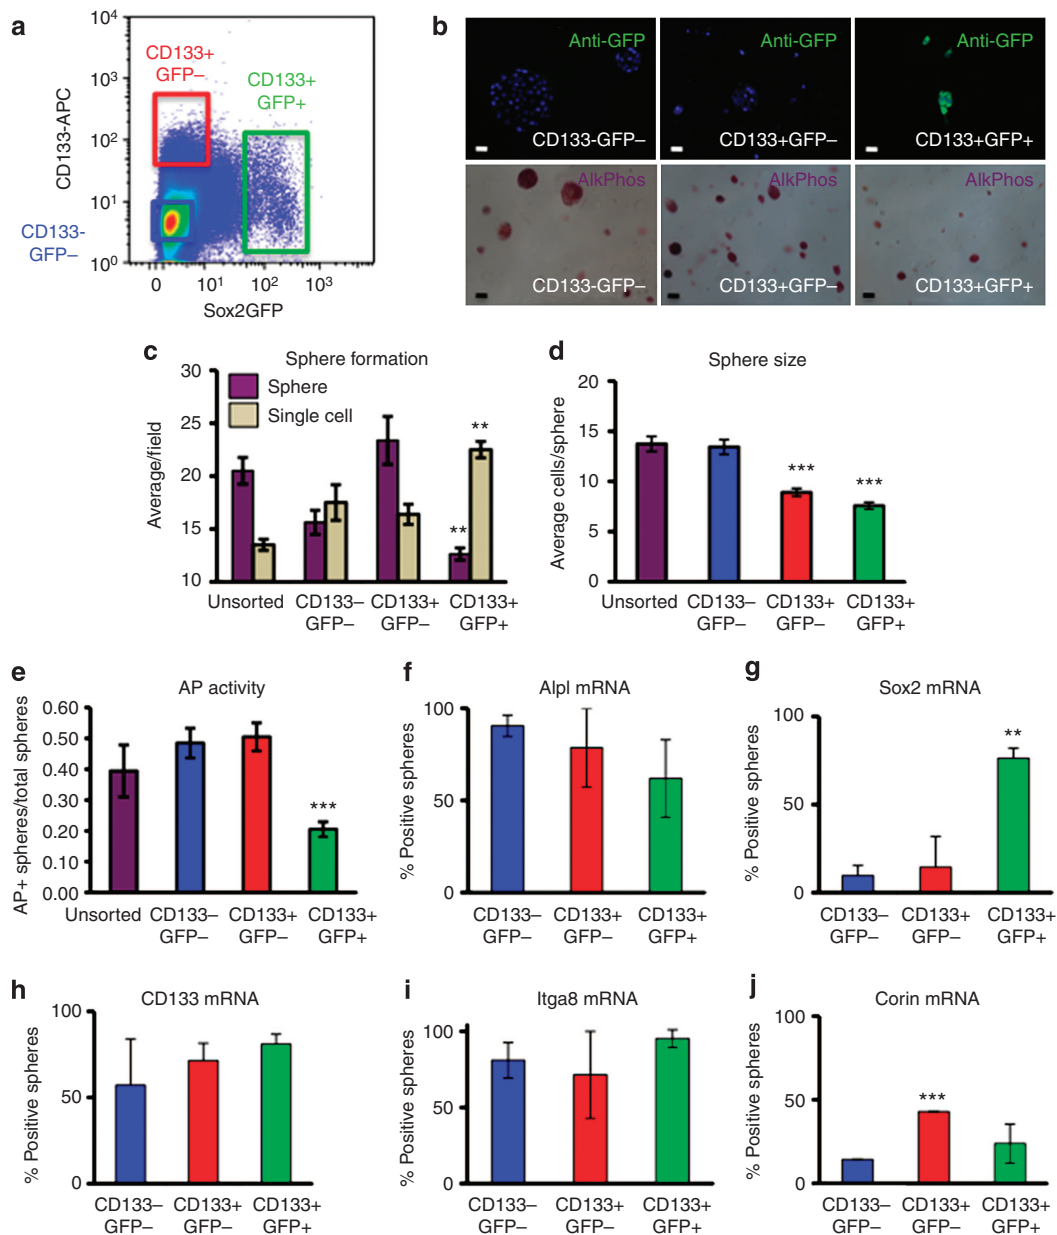 a
10⁴
10³
10²
10¹
10⁰
CD133-APC
CD133+
GFP–
CD133+
GFP+
CD133-
GFP–
0
10¹
10²
10³
Sox2GFP
b
Anti-GFP
CD133-GFP–
Anti-GFP
CD133+GFP–
Anti-GFP
CD133+GFP+
AlkPhos
CD133-GFP–
AlkPhos
CD133+GFP–
AlkPhos
CD133+GFP+
c
Sphere formation
Sphere
Single cell
Average/field
30
25
20
15
10
**
**
Unsorted
CD133–
GFP–
CD133+
GFP–
CD133+
GFP+
d
Sphere size
Average cells/sphere
20
15
10
5
0
***
***
Unsorted
CD133–
GFP–
CD133+
GFP–
CD133+
GFP+
e
AP activity
AP+ spheres/total spheres
0.60
0.50
0.40
0.30
0.20
0.10
0.00
***
Unsorted
CD133–
GFP–
CD133+
GFP–
CD133+
GFP+
f
Alpl mRNA
% Positive spheres
100
50
0
CD133–
GFP–
CD133+
GFP–
CD133+
GFP+
g
Sox2 mRNA
% Positive spheres
100
50
0
**
CD133–
GFP–
CD133+
GFP–
CD133+
GFP+
h
CD133 mRNA
% Positive spheres
100
50
0
CD133–
GFP–
CD133+
GFP–
CD133+
GFP+
i
Itga8 mRNA
% Positive spheres
100
50
0
CD133–
GFP–
CD133+
GFP–
CD133+
GFP+
j
Corin mRNA
% Positive spheres
100
50
0
***
CD133–
GFP–
CD133+
GFP–
CD133+
GFP+